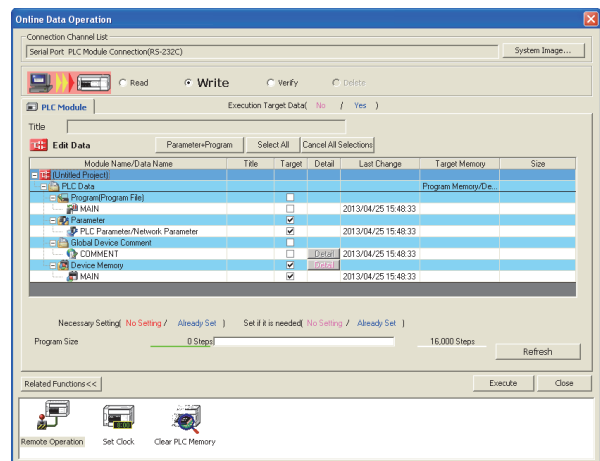 Online Data Operation
Connection Channel List
Serial Port PLC Module Connection(RS-232C)
System Image...
Read Write Verify Delete
PLC Module
Execution Target Data( No / Yes )
Title
Edit Data
Parameter+Program
Select All
Cancel All Selections
Module Name/Data Name Title Target Detail Last Change Target Memory Size
(Untitled Project)
PLC Data Program Memory/De...
Program(Program File)
MAIN 2013/04/25 15:48:33
Parameter
PLC Parameter/Network Parameter 2013/04/25 15:48:33
Global Device Comment
COMMENT Detail 2013/04/25 15:48:33
Device Memory Detail
MAIN 2013/04/25 15:48:33
Necessary Setting( No Setting / Already Set ) Set if it is needed( No Setting / Already Set )
Program Size 0 Steps 16,000 Steps
Refresh
Related Functions<<
Execute
Close
Remote Operation Set Clock Clear PLC Memory